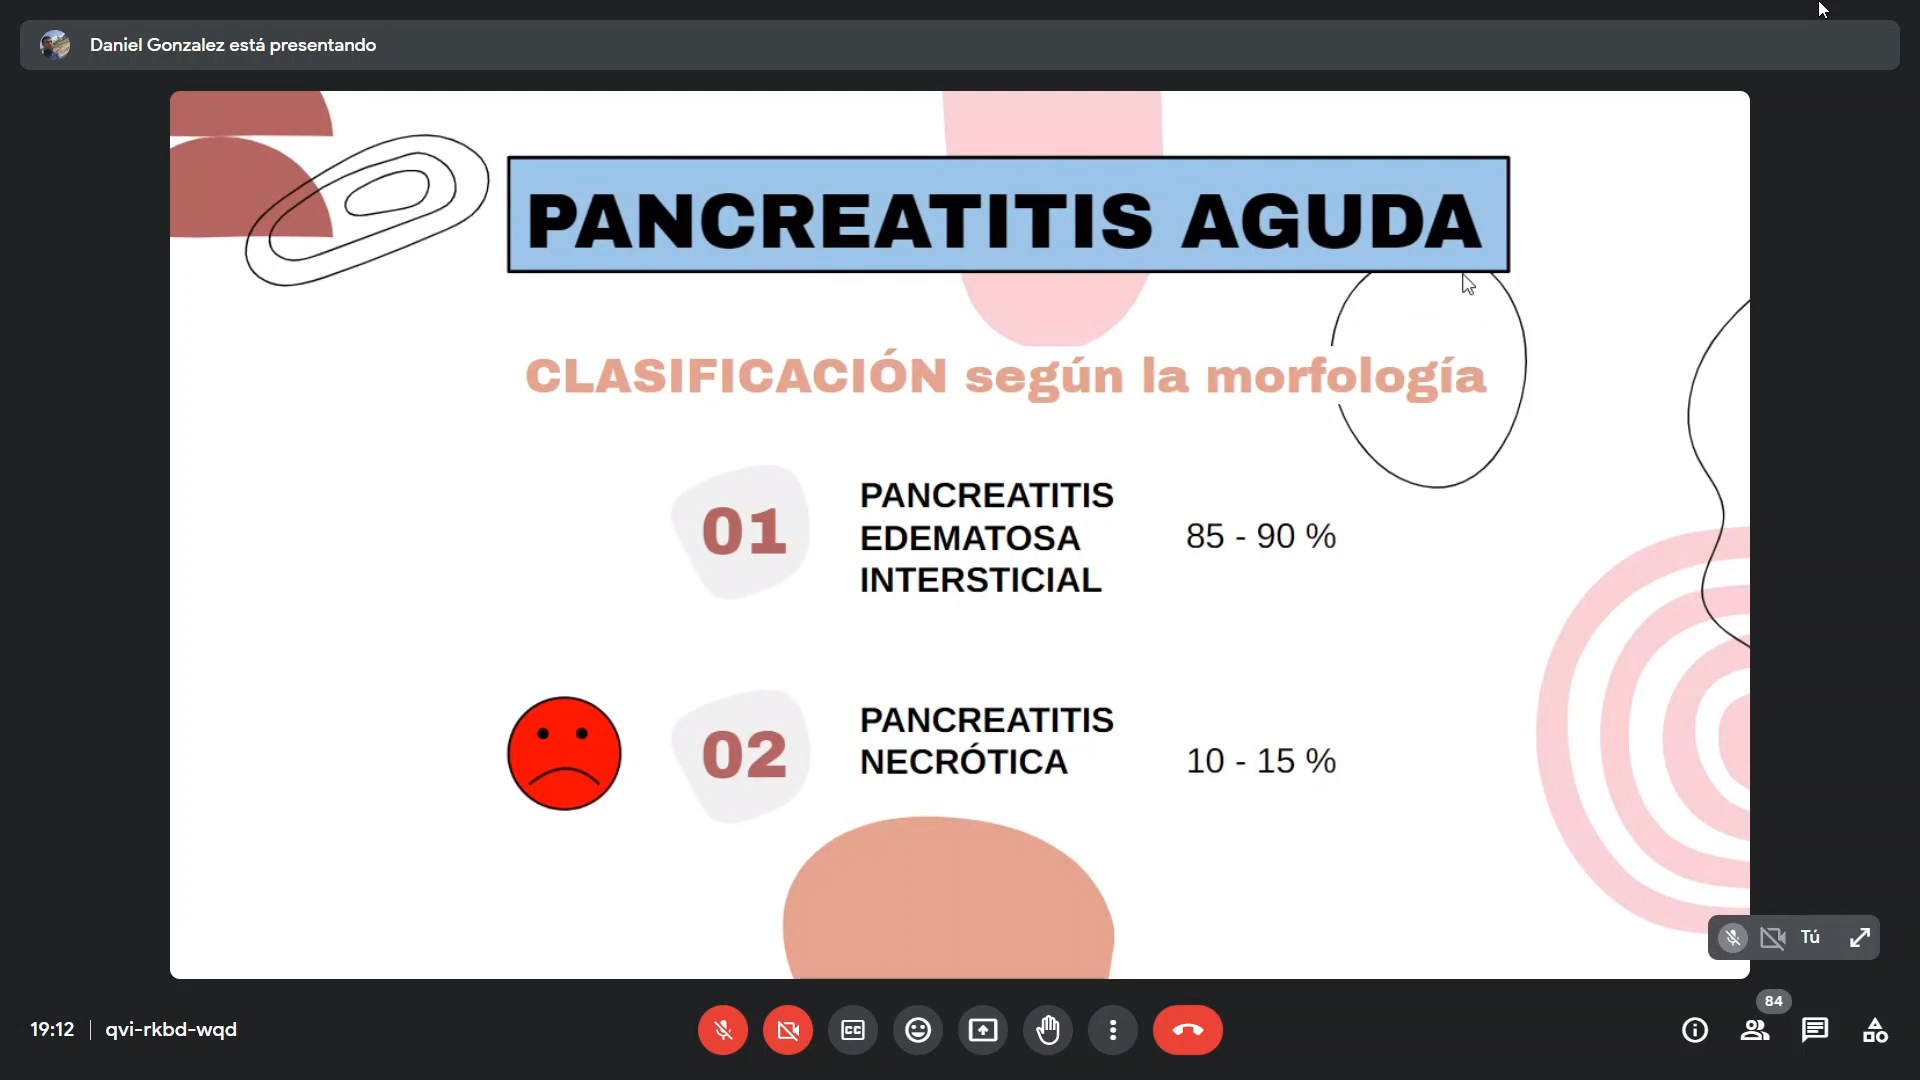 Daniel Gonzalez está presentando
PANCREATITIS AGUDA
CLASIFICACIÓN según la morfología
01
PANCREATITIS
EDEMATOSA
INTERSTICIAL
85 - 90 %
02
PANCREATITIS
NECRÓTICA
10 - 15 %
Tú
84
19:12
qvi-rkbd-wqd
CC